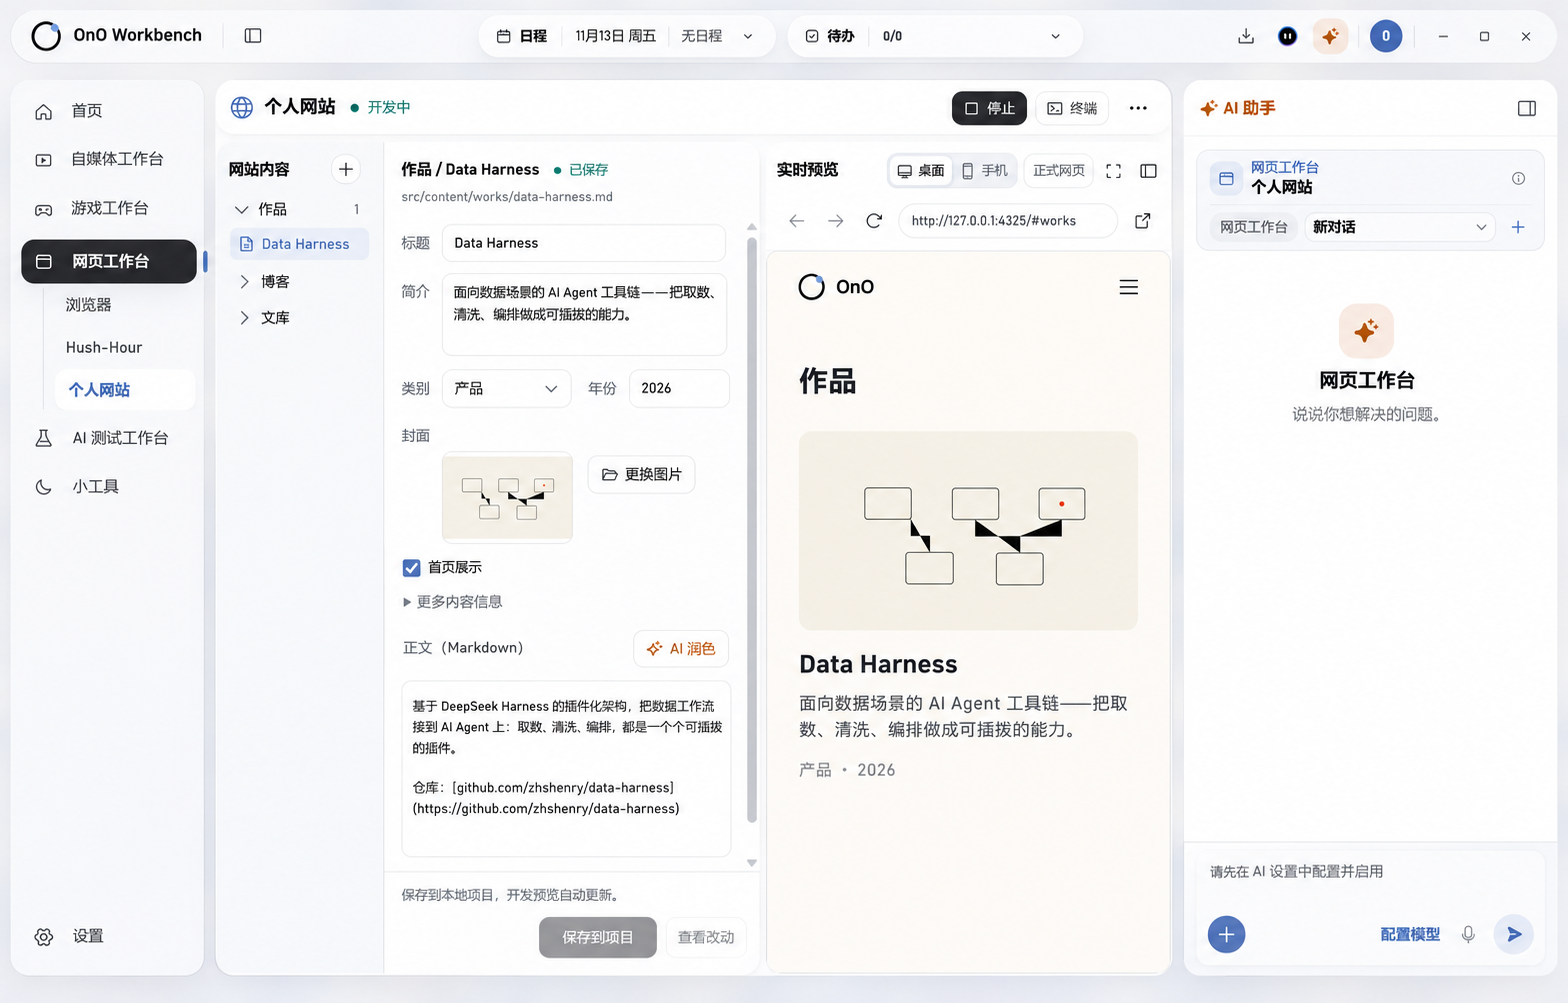 OnO Workbench
日程 11月13日 周五 无日程
待办 0/0
0
首页
自媒体工作台
游戏工作台
网页工作台
浏览器
Hush-Hour
个人网站
AI 测试工作台
小工具
设置
个人网站 开发中
停止 终端
网站内容
作品 1
Data Harness
博客
文库
作品 / Data Harness 已保存
src/content/works/data-harness.md
标题 Data Harness
简介 面向数据场景的 AI Agent 工具链——把取数、
清洗、编排做成可插拔的能力。
类别 产品 年份 2026
封面
更换图片
首页展示
更多内容信息
正文（Markdown） AI 润色
基于 DeepSeek Harness 的插件化架构，把数据工作流
接到 AI Agent 上：取数、清洗、编排，都是一个个可插拔
的插件。
仓库：[github.com/zhshenry/data-harness]
(https://github.com/zhshenry/data-harness)
保存到本地项目，开发预览自动更新。
保存到项目 查看改动
实时预览 桌面 手机 正式网页
http://127.0.0.1:4325/#works
OnO
作品
Data Harness
面向数据场景的 AI Agent 工具链——把取
数、清洗、编排做成可插拔的能力。
产品 · 2026
AI 助手
网页工作台
个人网站
网页工作台 新对话
网页工作台
说说你想解决的问题。
请先在 AI 设置中配置并启用
配置模型